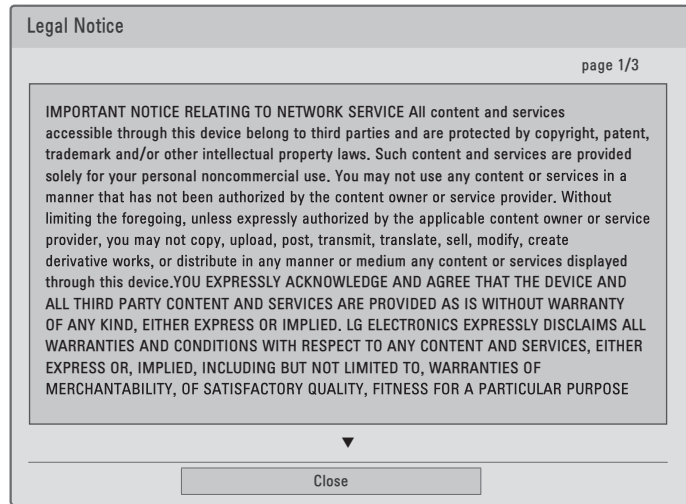 Legal Notice
page 1/3
IMPORTANT NOTICE RELATING TO NETWORK SERVICE All content and services
accessible through this device belong to third parties and are protected by copyright, patent,
trademark and/or other intellectual property laws. Such content and services are provided
solely for your personal noncommercial use. You may not use any content or services in a
manner that has not been authorized by the content owner or service provider. Without
limiting the foregoing, unless expressly authorized by the applicable content owner or service
provider, you may not copy, upload, post, transmit, translate, sell, modify, create
derivative works, or distribute in any manner or medium any content or services displayed
through this device.YOU EXPRESSLY ACKNOWLEDGE AND AGREE THAT THE DEVICE AND
ALL THIRD PARTY CONTENT AND SERVICES ARE PROVIDED AS IS WITHOUT WARRANTY
OF ANY KIND, EITHER EXPRESS OR IMPLIED. LG ELECTRONICS EXPRESSLY DISCLAIMS ALL
WARRANTIES AND CONDITIONS WITH RESPECT TO ANY CONTENT AND SERVICES, EITHER
EXPRESS OR, IMPLIED, INCLUDING BUT NOT LIMITED TO, WARRANTIES OF
MERCHANTABILITY, OF SATISFACTORY QUALITY, FITNESS FOR A PARTICULAR PURPOSE
▼
Close